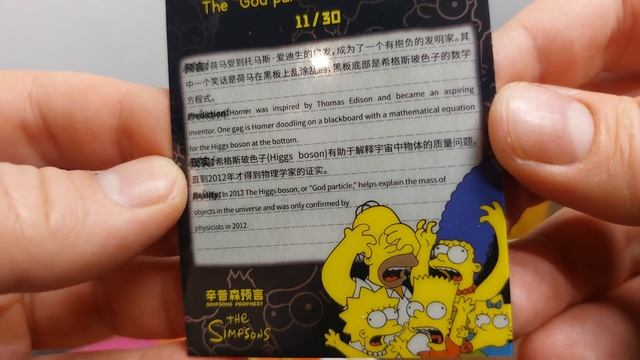 The "God
11/30
预言:荷马受到托马斯·爱迪生的启发,成为了一个有抱负的发明家。其
中一个笑话是荷马在黑板上乱涂乱画,黑板底部是希格斯玻色子的数学
方程式。
Prediction: Homer was inspired by Thomas Edison and became an aspiring
inventor. One gag is Homer doodling on a blackboard with a mathematical equation
for the Higgs boson at the bottom.
现实:希格斯玻色子(Higgs boson)有助于解释宇宙中物体的质量问题,
直到2012年才得到物理学家的证实。
Reality: In 2012 The Higgs boson, or "God particle," helps explain the mass of
objects in the universe and was only confirmed by
physicists in 2012.
辛普森预言
SIMPSONS PROPHECY
THE
SIMPSONS